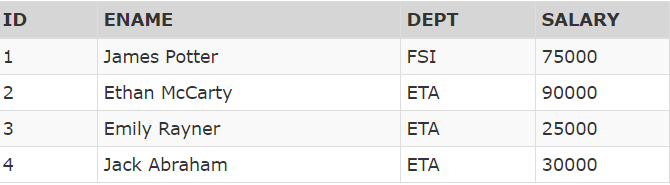 ID ENAME DEPT SALARY
1 James Potter FSI 75000
2 Ethan McCarty ETA 90000
3 Emily Rayner ETA 25000
4 Jack Abraham ETA 30000